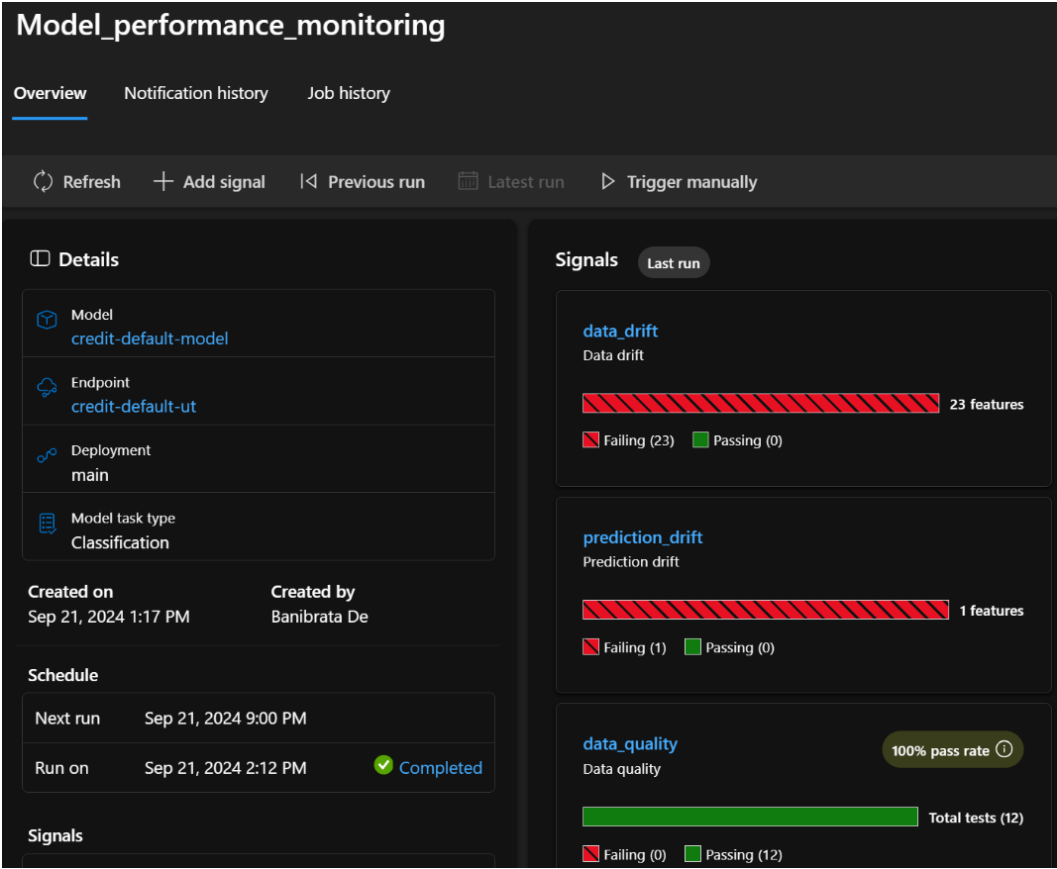 Model_performance_monitoring
Overview Notification history Job history
Refresh Add signal Previous run Latest run Trigger manually
Details
Model
credit-default-model
Endpoint
credit-default-ut
Deployment
main
Model task type
Classification
Created on Created by
Sep 21, 2024 1:17 PM Banibrata De
Schedule
Next run Sep 21, 2024 9:00 PM
Run on Sep 21, 2024 2:12 PM Completed
Signals
Signals Last run
data_drift
Data drift
23 features
Failing (23) Passing (0)
prediction_drift
Prediction drift
1 features
Failing (1) Passing (0)
data_quality 100% pass rate
Data quality
Total tests (12)
Failing (0) Passing (12)